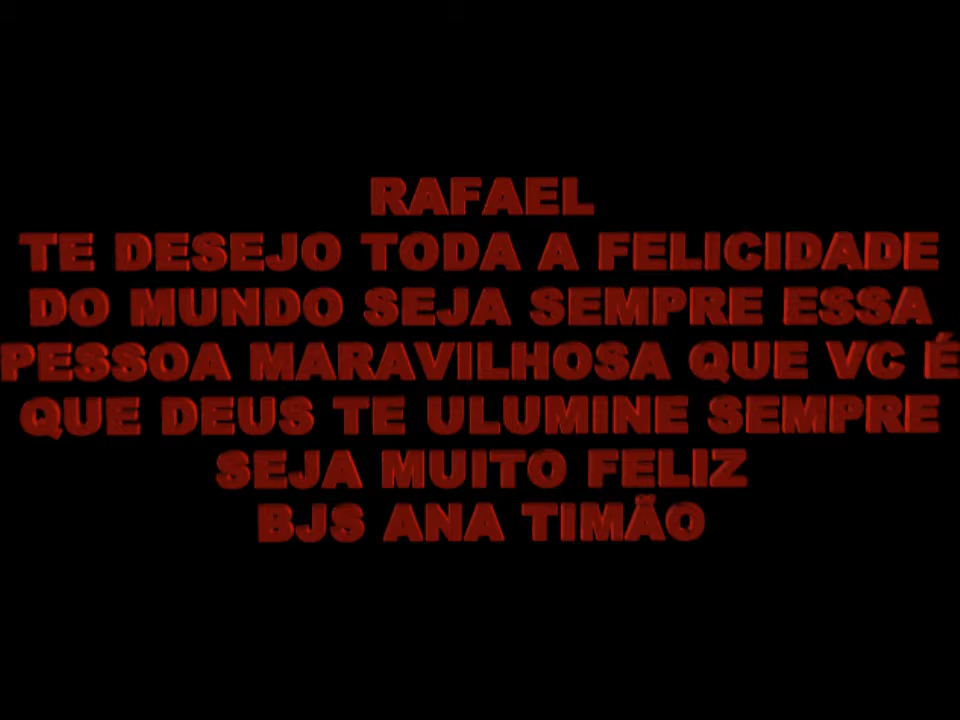 RAFAEL
TE DESEJO TODA A FELICIDADE
DO MUNDO SEJA SEMPRE ESSA
PESSOA MARAVILHOSA QUE VC É
QUE DEUS TE ULUMINE SEMPRE
SEJA MUITO FELIZ
BJS ANA TIMÃO